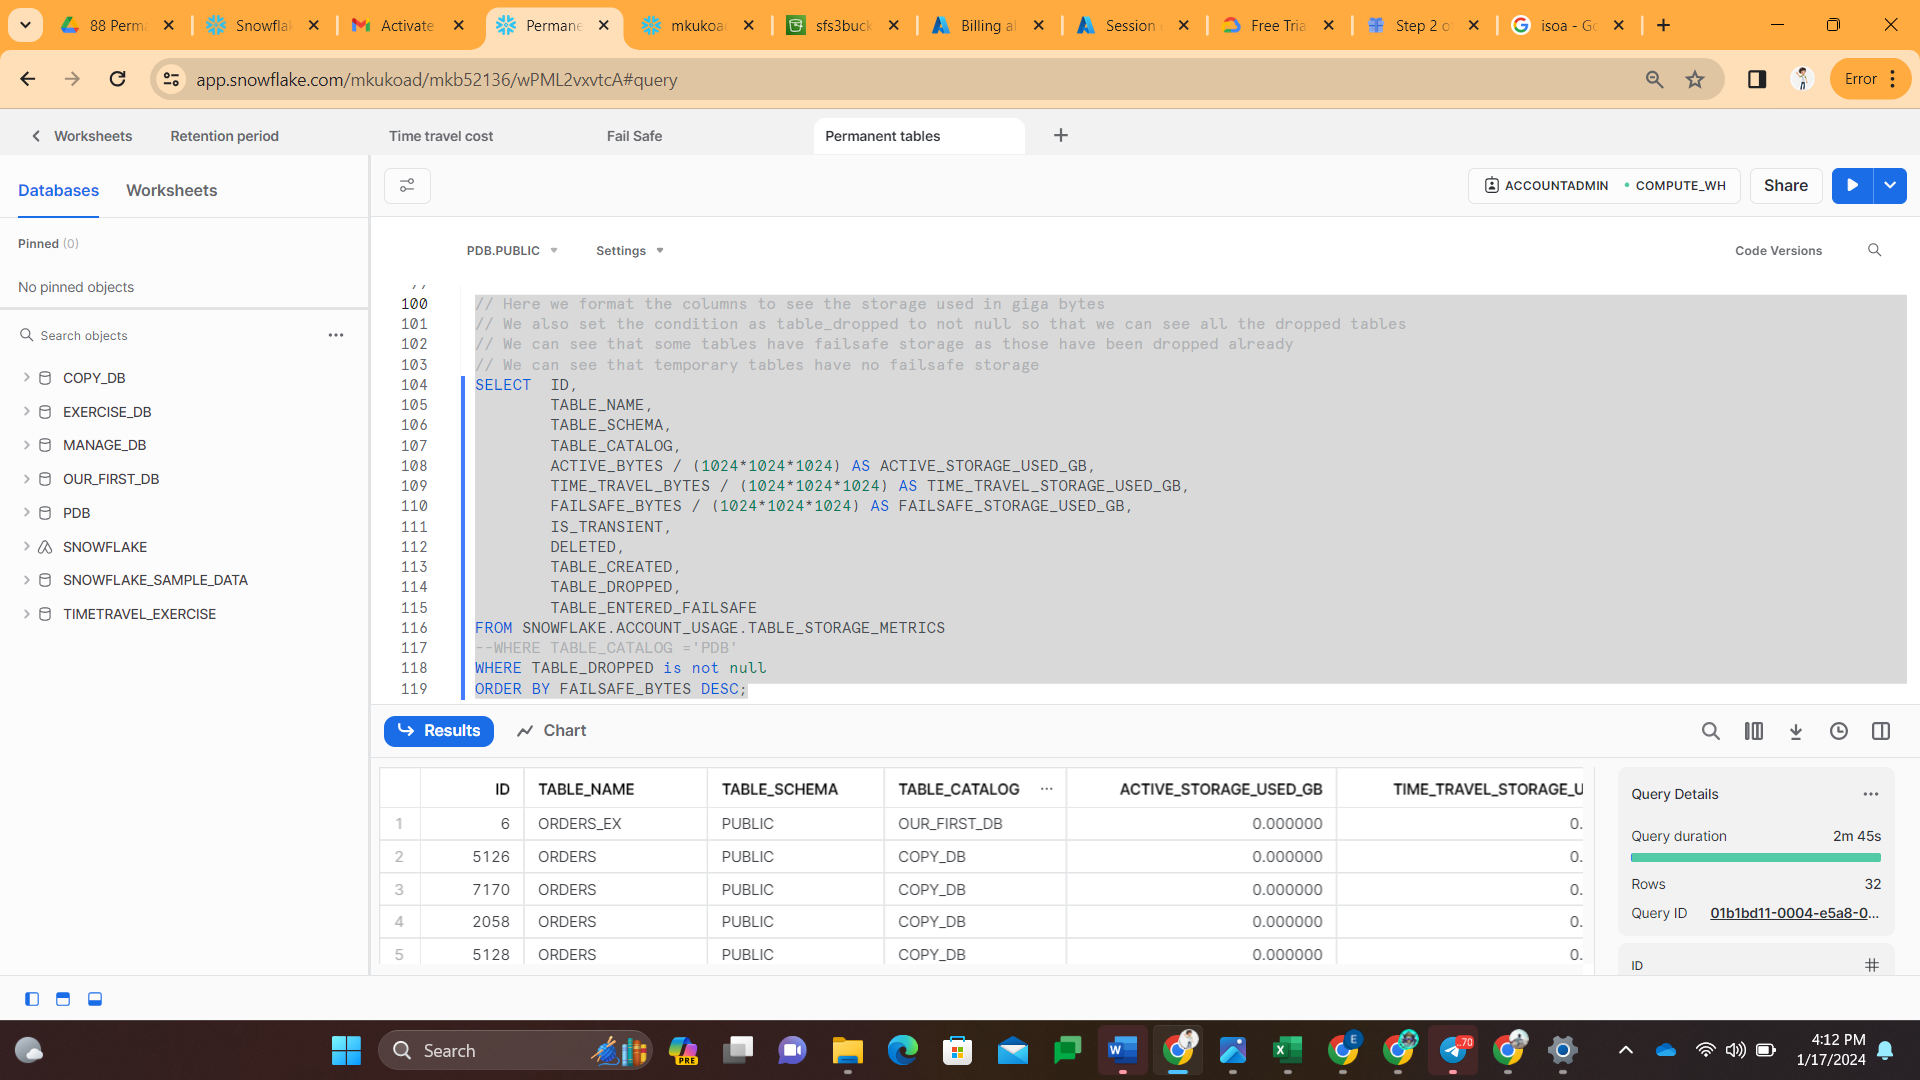 88 Perma
Snowflak
Activate
Permane
mkukoad
sfs3buck
Billing al
Session
Free Tria
Step 2 o
isoa - Go
app.snowflake.com/mkukoad/mkb52136/wPML2vxvtcA#query
Error
Worksheets
Retention period
Time travel cost
Fail Safe
Permanent tables
Databases
Worksheets
ACCOUNTADMIN
COMPUTE_WH
Share
Pinned (0)
No pinned objects
Search objects
COPY_DB
EXERCISE_DB
MANAGE_DB
OUR_FIRST_DB
PDB
SNOWFLAKE
SNOWFLAKE_SAMPLE_DATA
TIMETRAVEL_EXERCISE
PDB.PUBLIC
Settings
Code Versions
100 // Here we format the columns to see the storage used in giga bytes
101 // We also set the condition as table_dropped to not null so that we can see all the dropped tables
102 // We can see that some tables have failsafe storage as those have been dropped already
103 // We can see that temporary tables have no failsafe storage
104 SELECT ID,
105 TABLE_NAME,
106 TABLE_SCHEMA,
107 TABLE_CATALOG,
108 ACTIVE_BYTES / (1024*1024*1024) AS ACTIVE_STORAGE_USED_GB,
109 TIME_TRAVEL_BYTES / (1024*1024*1024) AS TIME_TRAVEL_STORAGE_USED_GB,
110 FAILSAFE_BYTES / (1024*1024*1024) AS FAILSAFE_STORAGE_USED_GB,
111 IS_TRANSIENT,
112 DELETED,
113 TABLE_CREATED,
114 TABLE_DROPPED,
115 TABLE_ENTERED_FAILSAFE
116 FROM SNOWFLAKE.ACCOUNT_USAGE.TABLE_STORAGE_METRICS
117 --WHERE TABLE_CATALOG ='PDB'
118 WHERE TABLE_DROPPED is not null
119 ORDER BY FAILSAFE_BYTES DESC;
Results
Chart
ID TABLE_NAME TABLE_SCHEMA TABLE_CATALOG ... ACTIVE_STORAGE_USED_GB TIME_TRAVEL_STORAGE_U
1 6 ORDERS_EX PUBLIC OUR_FIRST_DB 0.000000 0.
2 5126 ORDERS PUBLIC COPY_DB 0.000000 0.
3 7170 ORDERS PUBLIC COPY_DB 0.000000 0.
4 2058 ORDERS PUBLIC COPY_DB 0.000000 0.
5 5128 ORDERS PUBLIC COPY_DB 0.000000 0.
Query Details
Query duration 2m 45s
Rows 32
Query ID 01b1bd11-0004-e5a8-0...
ID
Search
PRE
E
70
4:12 PM
1/17/2024